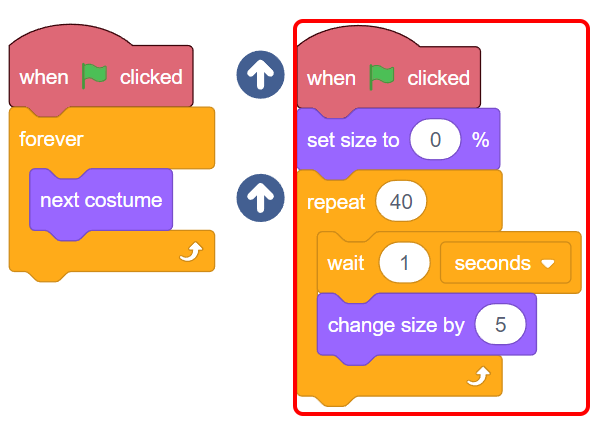 when clicked
forever
next costume
when clicked
set size to 0 %
repeat 40
wait 1 seconds
change size by 5